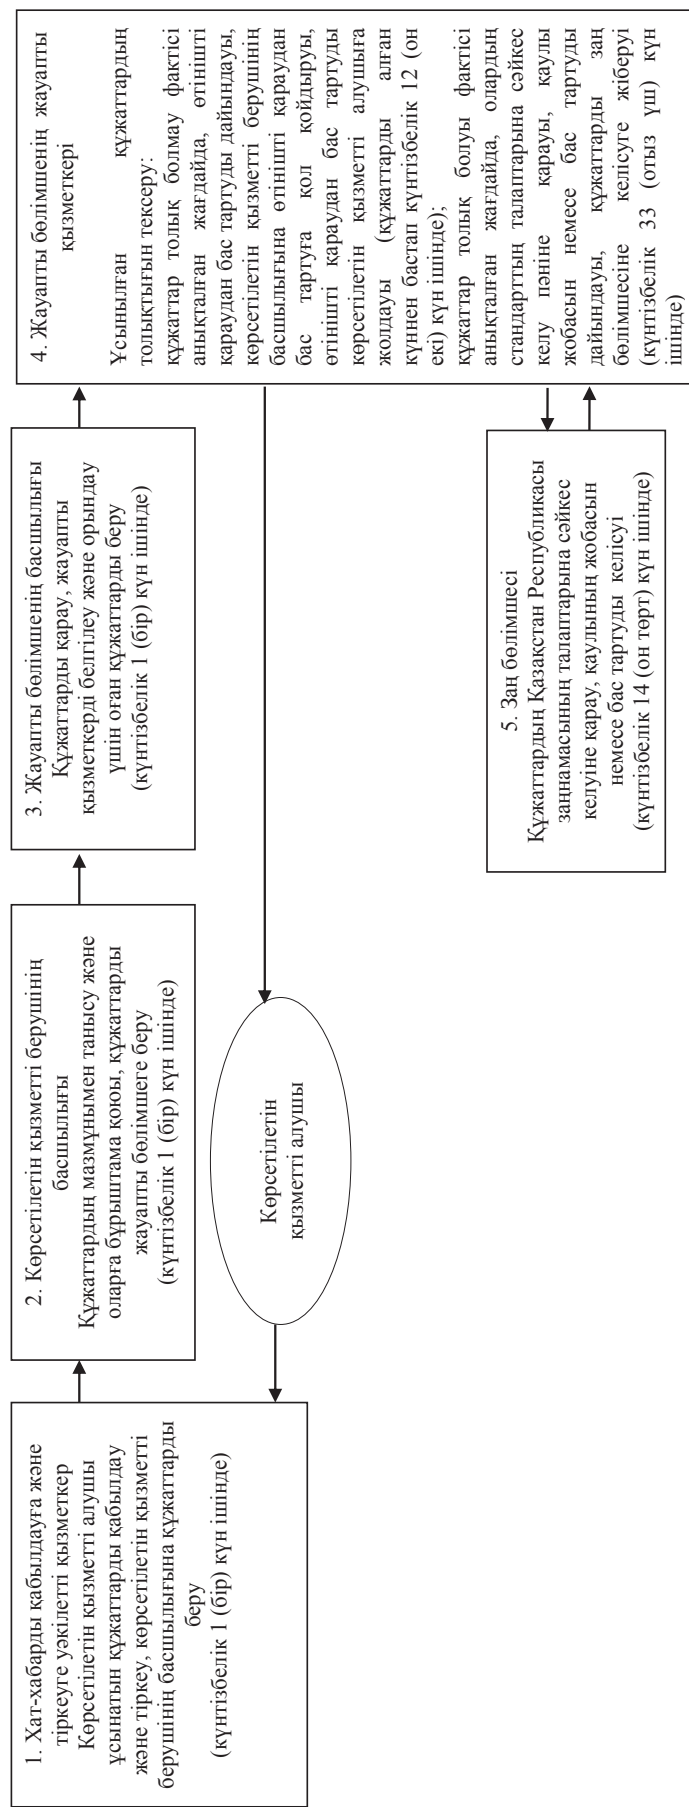 1. Хат-хабарды қабылдауға және
тіркеуге уәкілетті қызметкер
Көрсетілетін қызметті алушы
ұсынатын құжаттарды қабылдау
және тіркеу, көрсетілетін қызметті
берушінің басшылығына құжаттарды
беру
(күнтізбелік 1 (бір) күн ішінде)
2. Көрсетілетін қызметті берушінің
басшылығы
Құжаттардың мазмұнымен танысу және
оларға бұрыштама қоюы, құжаттарды
жауапты бөлімшеге беру
(күнтізбелік 1 (бір) күн ішінде)
3. Жауапты бөлімшенің басшылығы
Құжаттарды қарау, жауапты
қызметкерді белгілеу және орындау
үшін оған құжаттарды беру
(күнтізбелік 1 (бір) күн ішінде)
4. Жауапты бөлімшенің жауапты
қызметкері
Ұсынылған құжаттардың
толықтығын тексеру:
құжаттар толық болмау фактісі
анықталған жағдайда, өтінішті
қараудан бас тартуды дайындауы,
көрсетілетін қызметті берушінің
басшылығына өтінішті қараудан
бас тартуға қол қойдыруы,
өтінішті қараудан бас тартуды
көрсетілетін қызметті алушыға
жолдауы (құжаттарды алған
күннен бастап күнтізбелік 12 (он
екі) күн ішінде);
құжаттар толық болуы фактісі
анықталған жағдайда, олардың
стандарттың талаптарына сәйкес
келу пәніне қарауы, қаулы
жобасын немесе бас тартуды
дайындауы, құжаттарды заң
бөлімшесіне келісуге жіберуі
(күнтізбелік 33 (отыз үш) күн
ішінде)
Көрсетілетін
қызметті алушы
5. Заң бөлімшесі
Құжаттардың Қазақстан Республикасы
заңнамасының талаптарына сәйкес
келуіне қарау, қаулының жобасын
немесе бас тартуды келісуі
(күнтізбелік 14 (он төрт) күн ішінде)